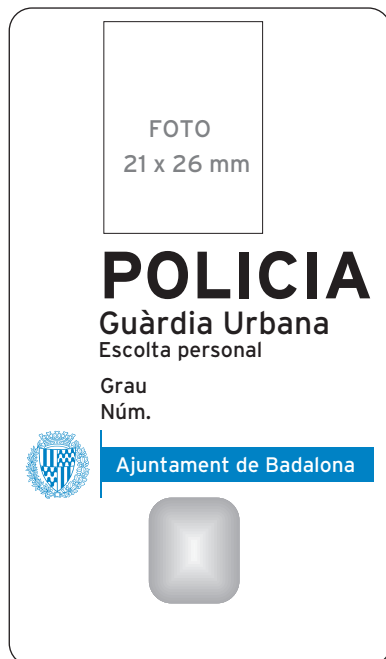 FOTO
21 x 26 mm
POLICIA
Guàrdia Urbana
Escolta personal
Grau
Núm.
Ajuntament de Badalona